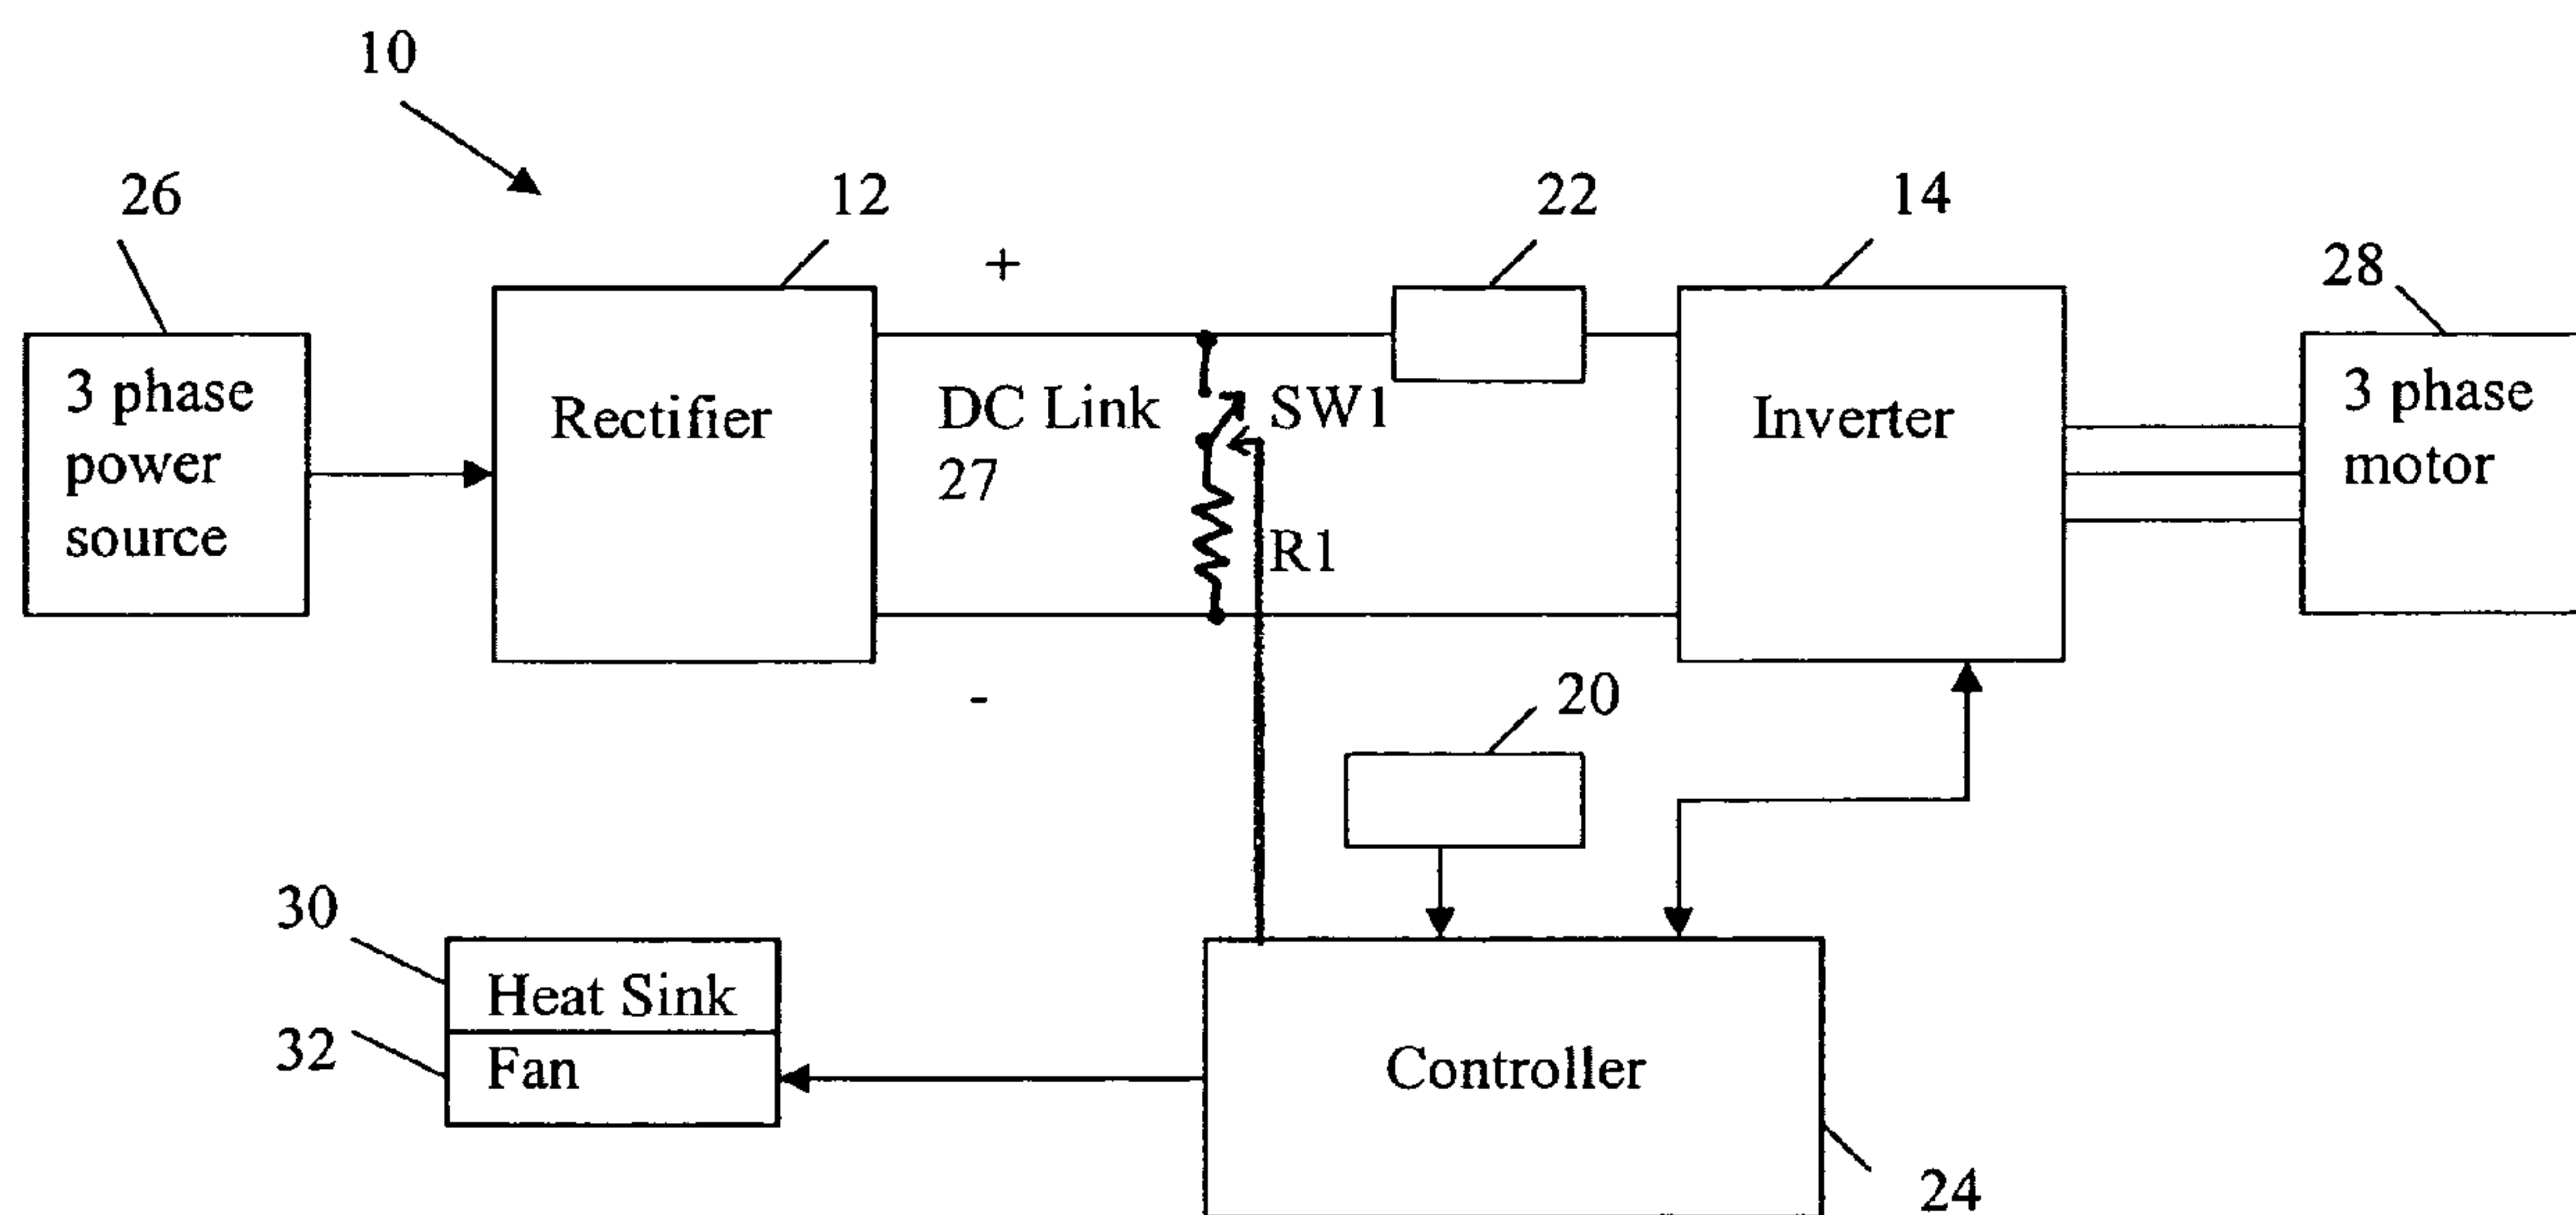 10
26
12
+
22
14
28
3 phase
power
source
Rectifier
DC Link
27
SW1
R1
Inverter
3 phase
motor
-
20
30
32
Heat Sink
Fan
Controller
24